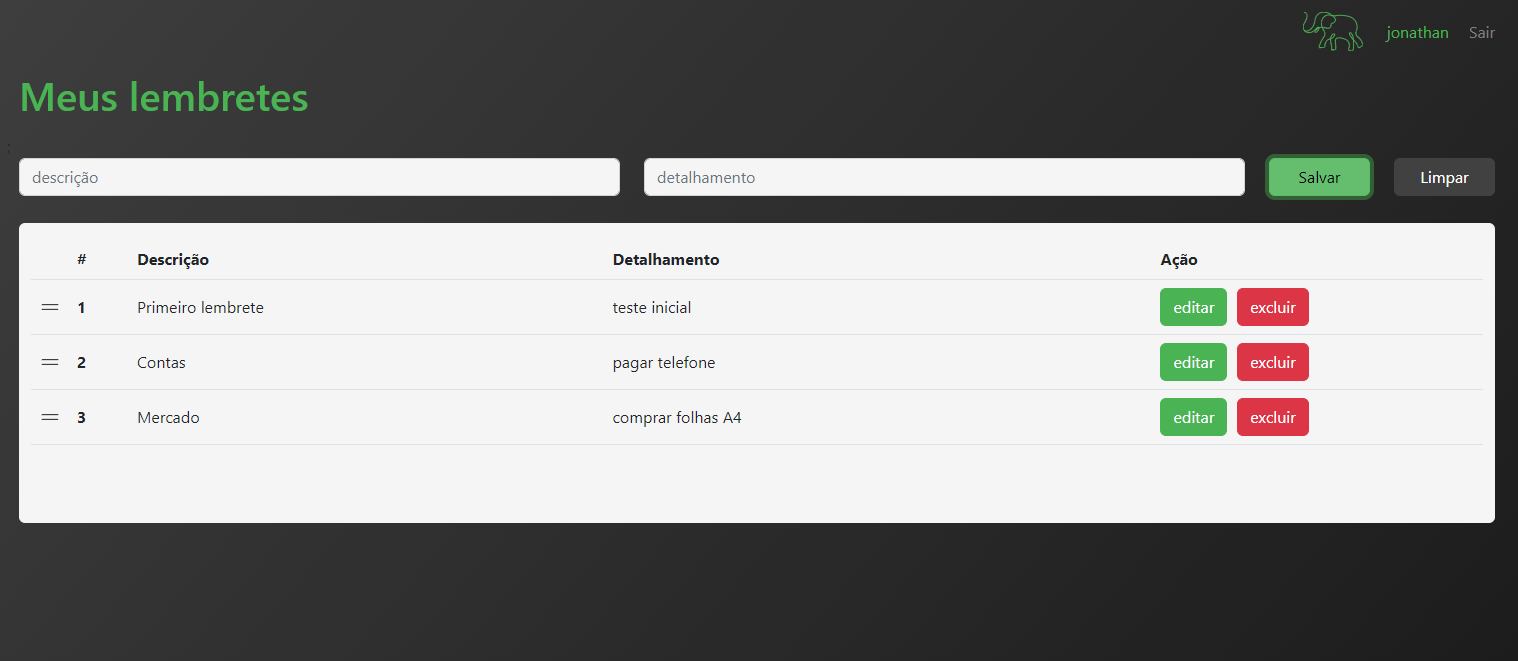 jonathan Sair
Meus lembretes
:
descrição detalhamento Salvar Limpar
# Descrição Detalhamento Ação
1 Primeiro lembrete teste inicial editar excluir
2 Contas pagar telefone editar excluir
3 Mercado comprar folhas A4 editar excluir